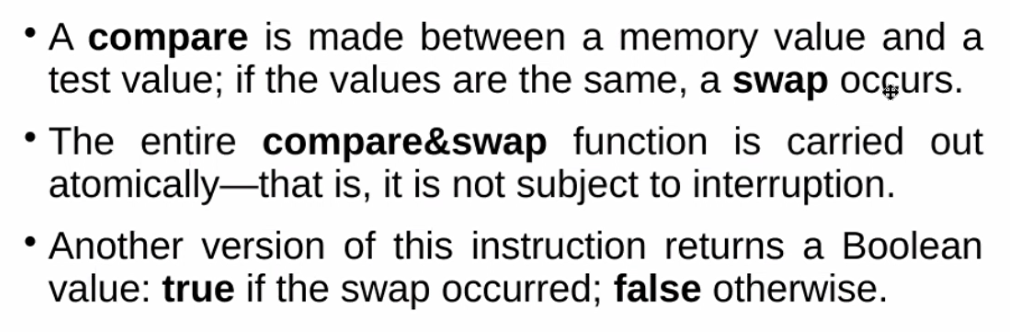 • A compare is made between a memory value and a
test value; if the values are the same, a swap occurs.
• The entire compare&swap function is carried out
atomically—that is, it is not subject to interruption.
• Another version of this instruction returns a Boolean
value: true if the swap occurred; false otherwise.